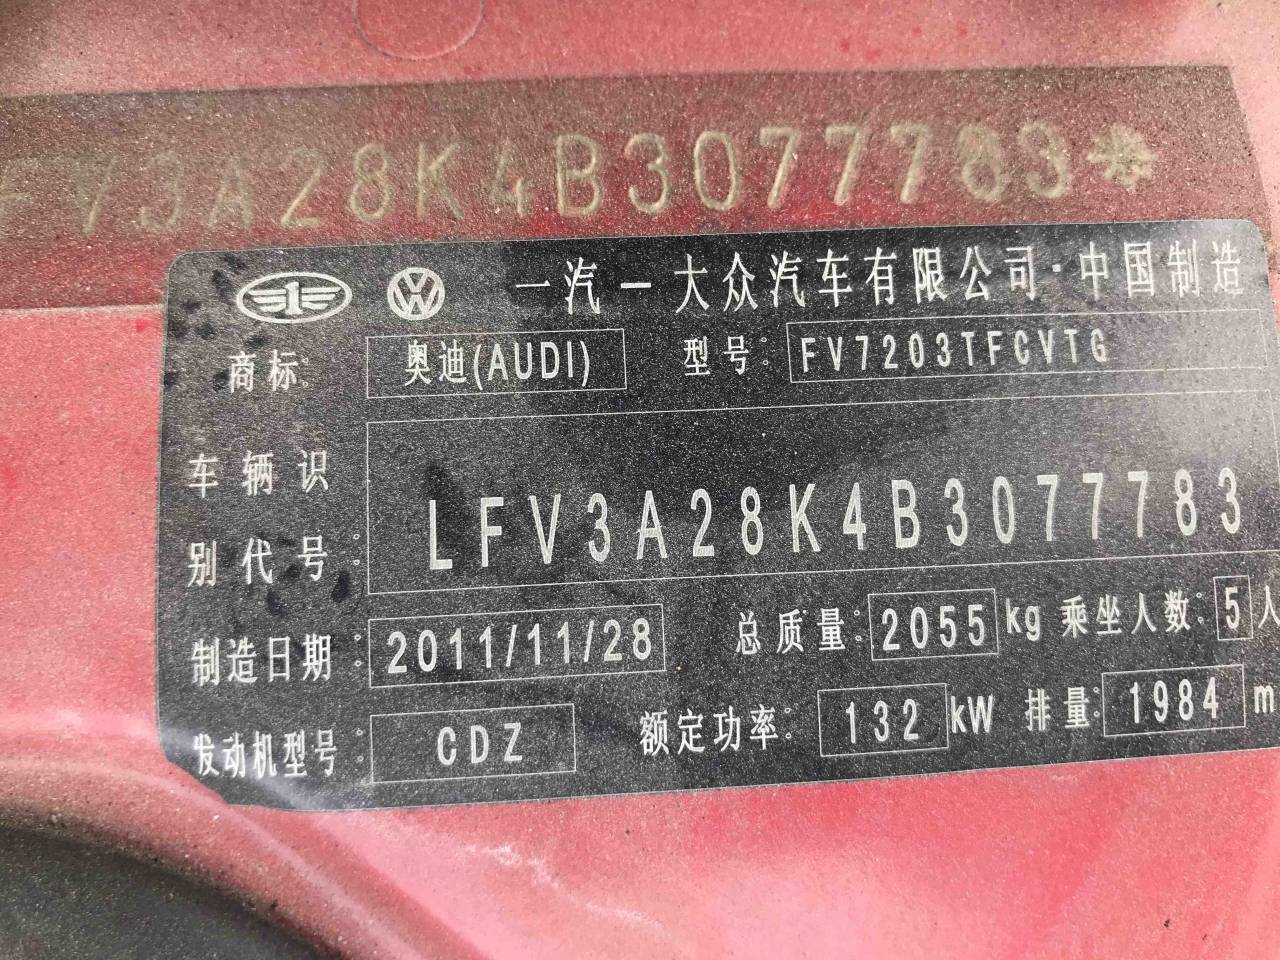 FV3A28K4B3077783*
一汽-大众汽车有限公司·中国制造
商标: 奥迪(AUDI) 型号: FV7203TFCVTG
车辆识别代号: LFV3A28K4B3077783
制造日期: 2011/11/28 总质量: 2055 kg 乘坐人数: 5 人
发动机型号: CDZ 额定功率: 132 kW 排量: 1984 m